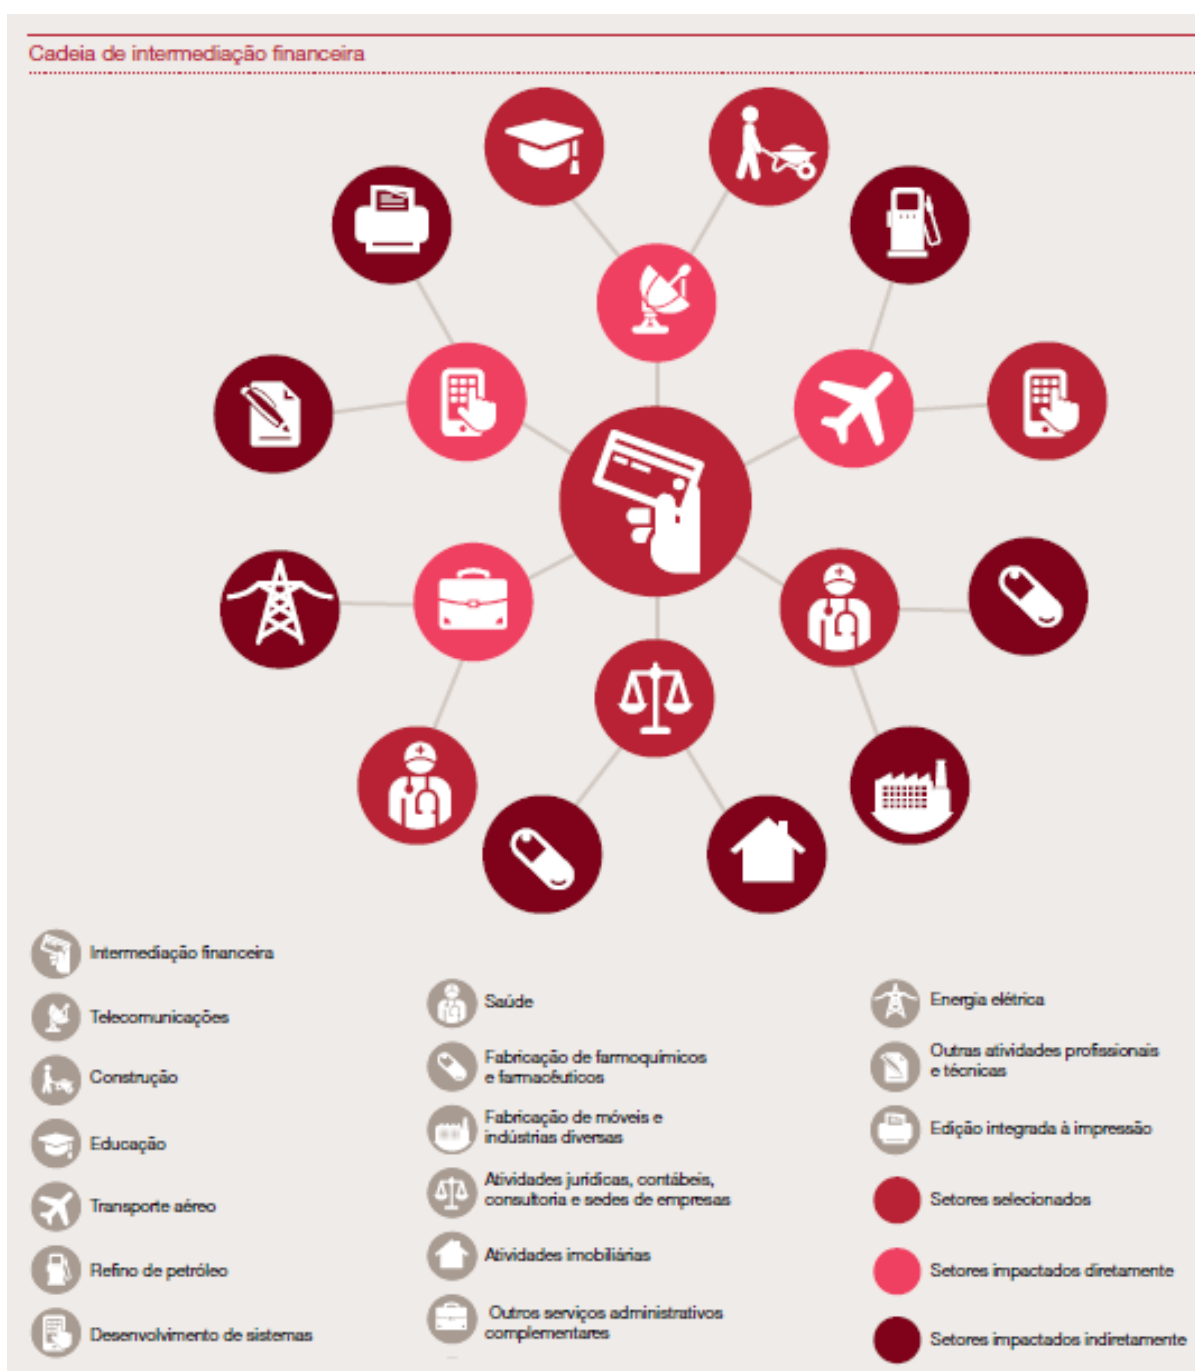 Cadeia de intermediação financeira
Intermediação financeira
Telecomunicações
Construção
Educação
Transporte aéreo
Refino de petróleo
Desenvolvimento de sistemas
Saúde
Fabricação de farmoquímicos
e farmacêuticos
Fabricação de móveis e
indústrias diversas
Atividades jurídicas, contábeis,
consultoria e sedes de empresas
Atividades imobiliárias
Outros serviços administrativos
complementares
Energia elétrica
Outras atividades profissionais
e técnicas
Edição integrada à impressão
Setores selecionados
Setores impactados diretamente
Setores impactados indiretamente